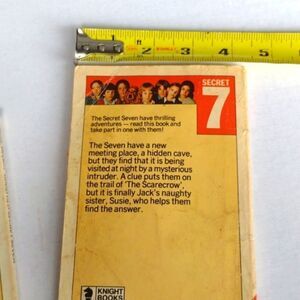 ft
2
3
4
5
SECRET
7
The Secret Seven have thrilling
adventures — read this book and
take part in one with them!
The Seven have a new
meeting place, a hidden cave,
but they find that it is being
visited at night by a mysterious
intruder. A clue puts them on
the trail of 'The Scarecrow',
but it is finally Jack's naughty
sister, Susie, who helps them
find the answer.
KNIGHT
BOOKS